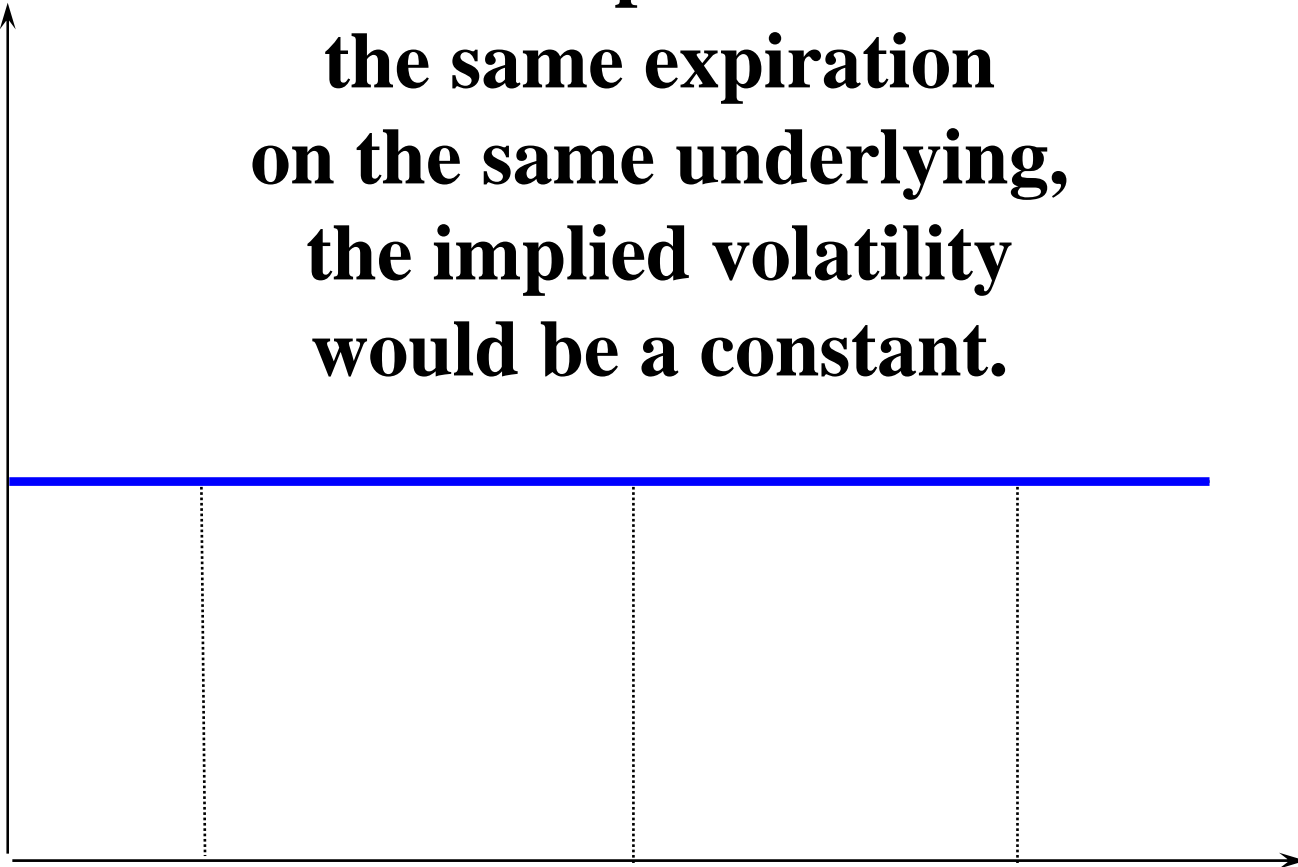 the same expiration
on the same underlying,
the implied volatility
would be a constant.